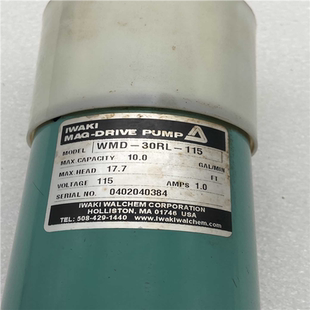 IWAKI
MAG-DRIVE PUMP
MODEL WMD-30RL-115
MAX CAPACITY 10.0 GAL/MIN
MAX. HEAD 17.7 FT
VOLTAGE 115 AMPS 1.0
SERIAL NO. 0402040384
IWAKI WALCHEM CORPORATION
HOLLISTON, MA 01746 USA
TEL: 508-429-1440 www.iwakiwalchem.com